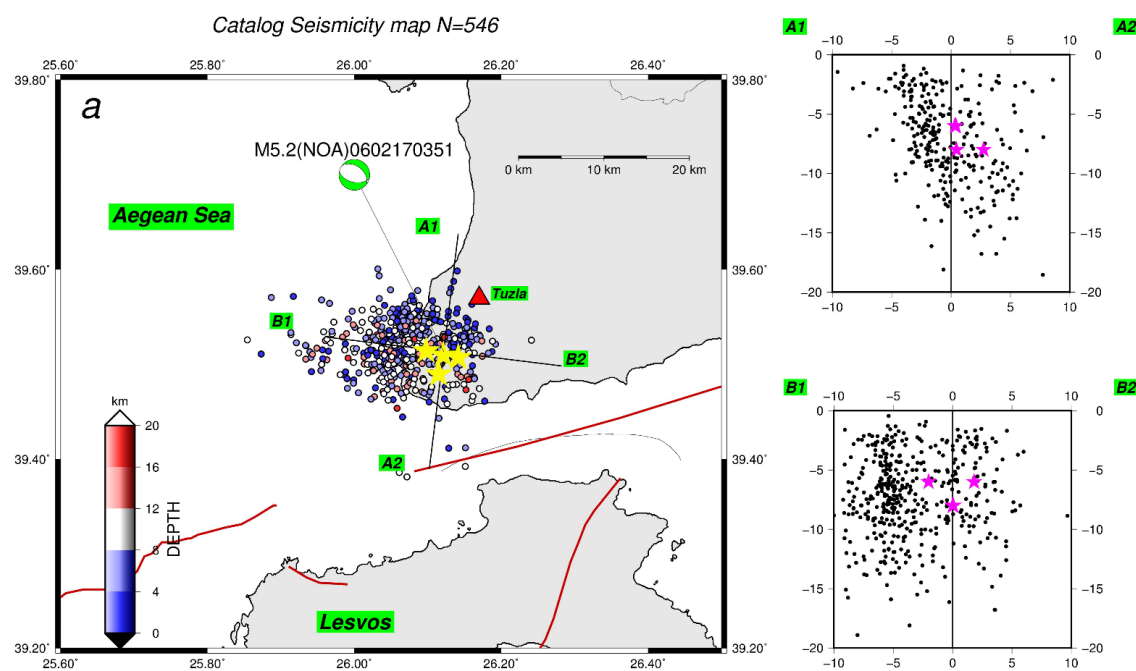 Catalog Seismicity map N=546
25.60˚ 25.80˚ 26.00˚ 26.20˚ 26.40˚
39.80˚ 39.80˚
a
M5.2(NOA)0602170351
0 km 10 km 20 km
Aegean Sea
A1
39.60˚ 39.60˚
Tuzla
B1
B2
A2
39.40˚ 39.40˚
km
20
16
12
8
4
0
DEPTH
Lesvos
39.20˚ 39.20˚
25.60˚ 25.80˚ 26.00˚ 26.20˚ 26.40˚
A1 A2
−10 −5 0 5 10
0 0
−5 −5
−10 −10
−15 −15
−20 −20
−10 −5 0 5 10
B1 B2
−10 −5 0 5 10
0 0
−5 −5
−10 −10
−15 −15
−20 −20
−10 −5 0 5 10